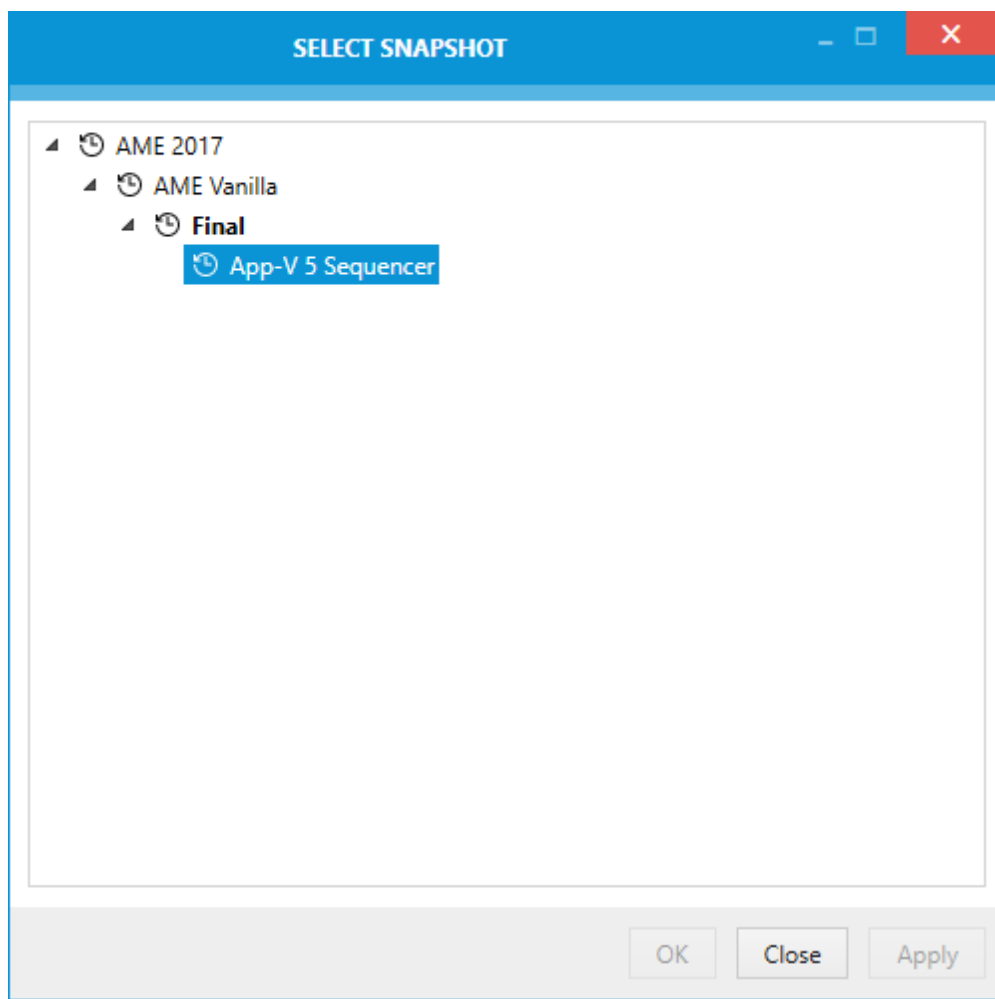 SELECT SNAPSHOT
AME 2017
AME Vanilla
Final
App-V 5 Sequencer
OK Close Apply